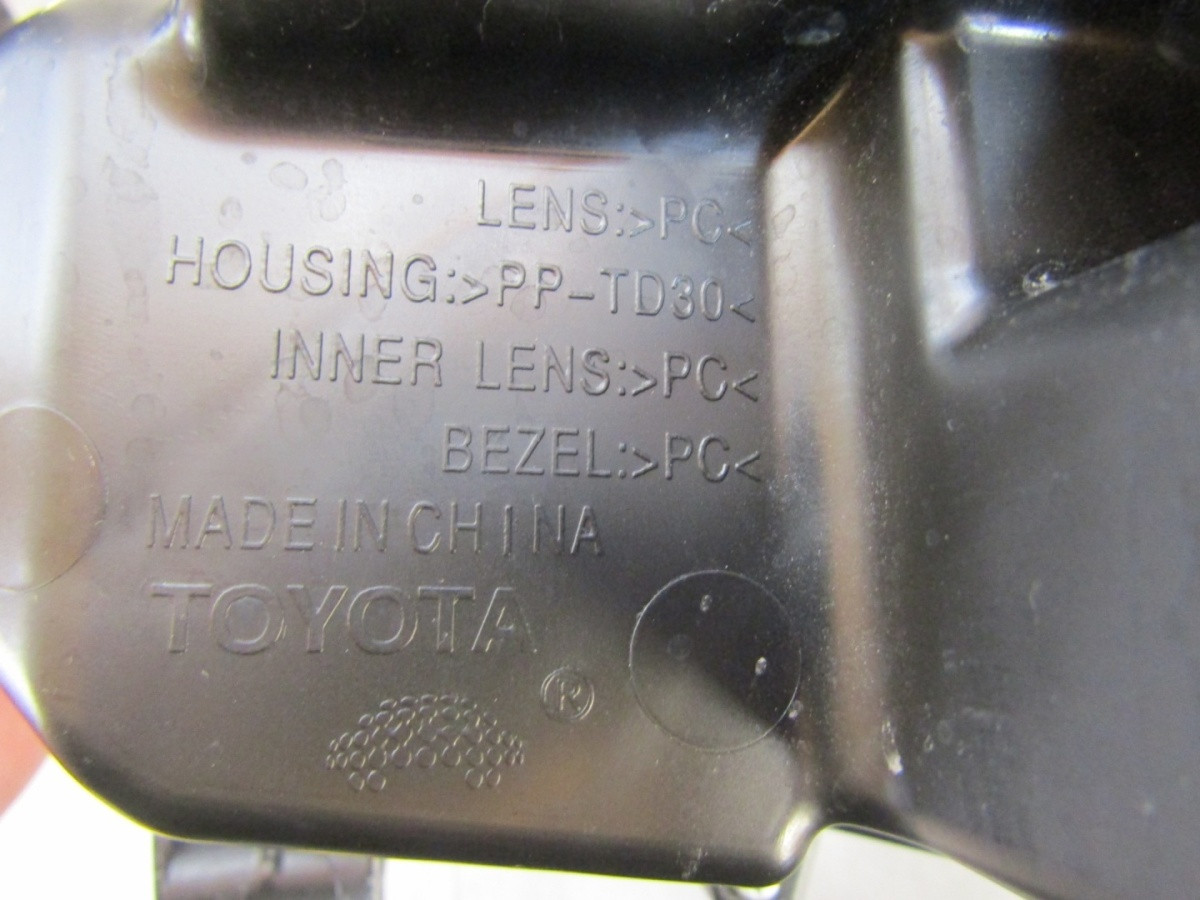 LENS:>PC<
HOUSING:>PP-TD30<
INNER LENS:>PC<
BEZEL:>PC<
MADE IN CHINA
TOYOTA
®